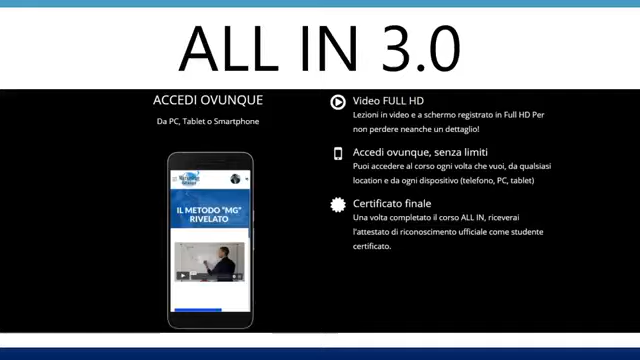 ALL IN 3.0
ACCEDI OVUNQUE
Da PC, Tablet o Smartphone
IL METODO "MG"
RIVELATO
Video FULL HD
Lezioni in video e a schermo registrato in Full HD Per
non perdere neanche un dettaglio!
Accedi ovunque, senza limiti
Puoi accedere al corso ogni volta che vuoi, da qualsiasi
location e da ogni dispositivo (telefono, PC, tablet)
Certificato finale
Una volta completato il corso ALL IN, riceverai
l'attestato di riconoscimento ufficiale come studente
certificato.